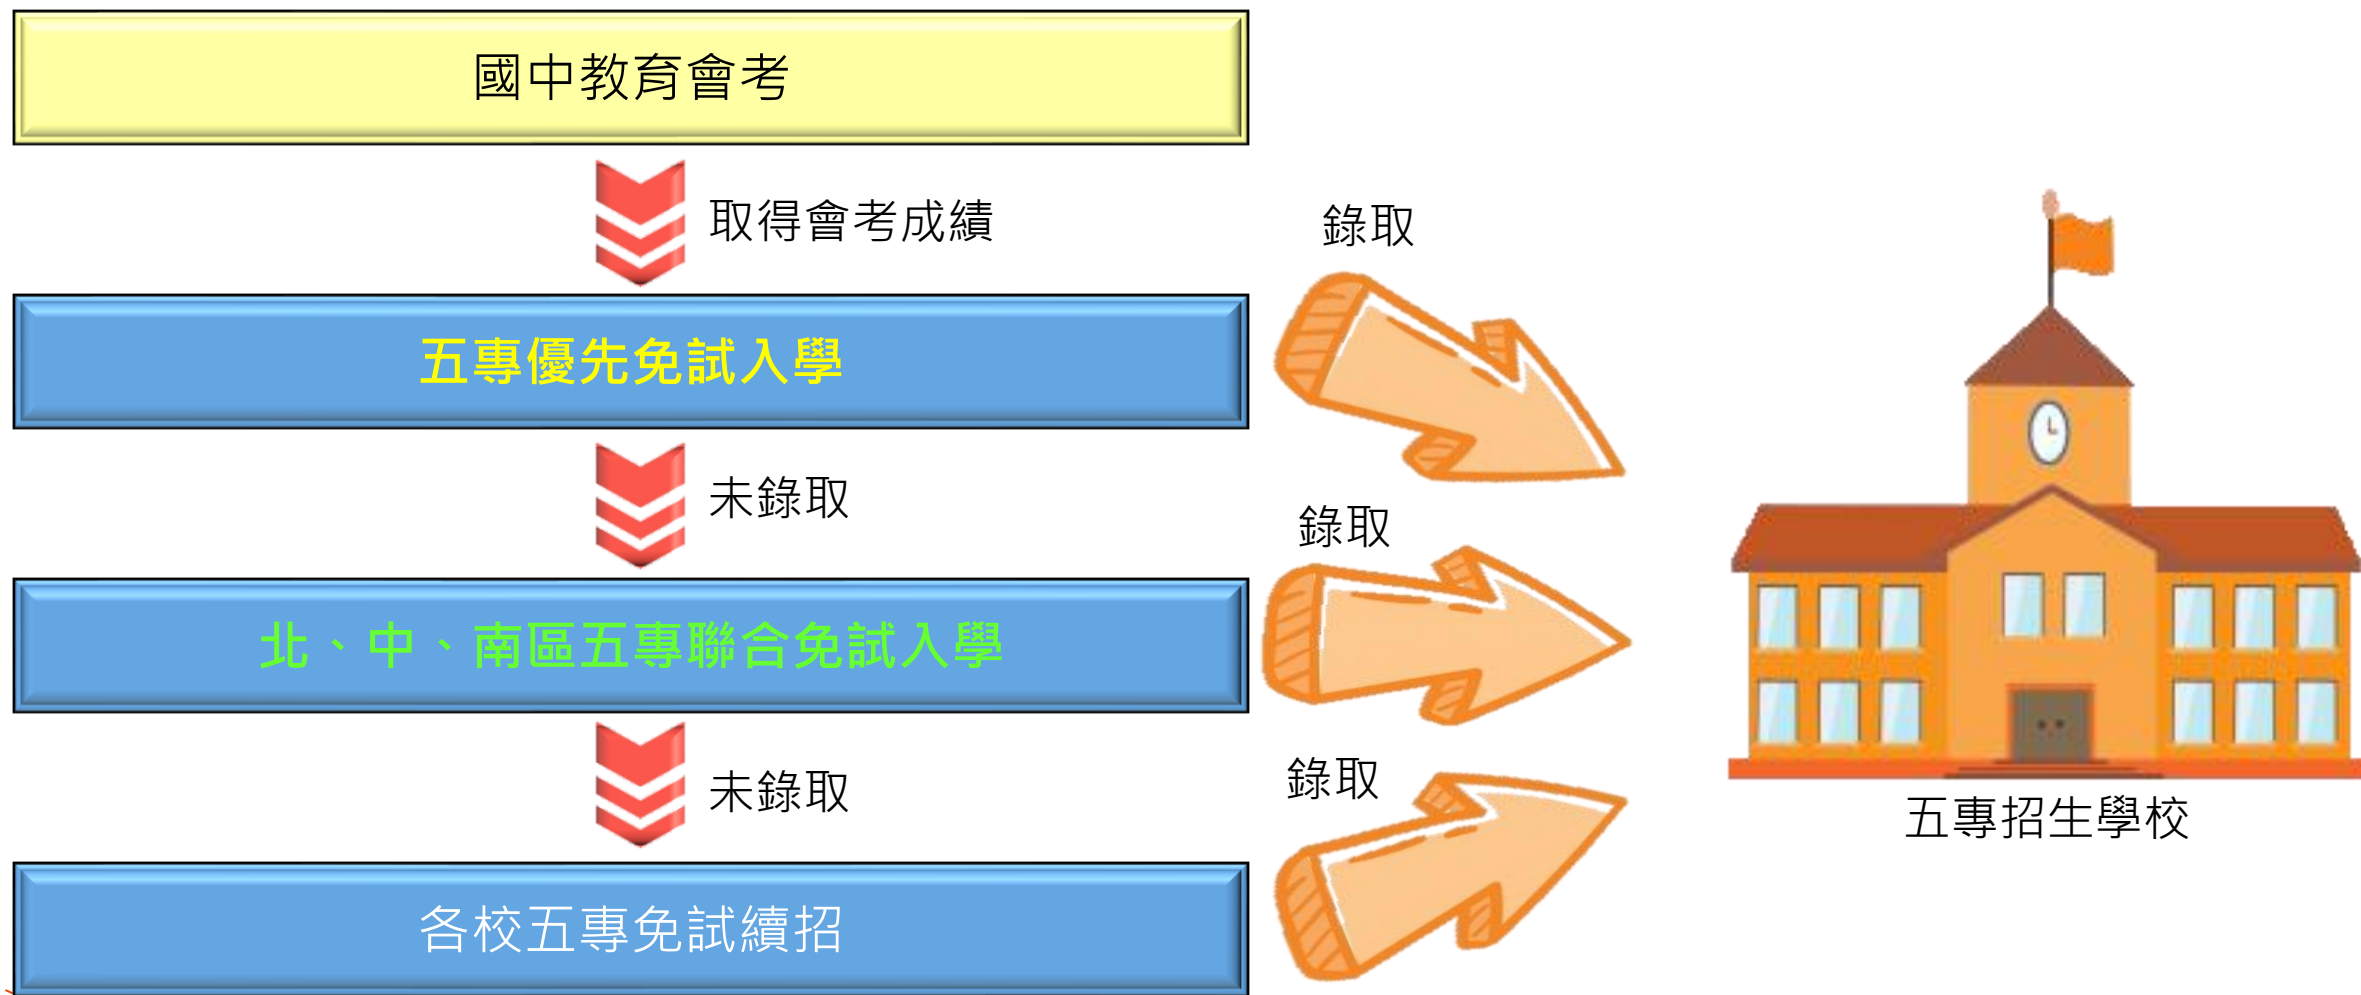 國中教育會考
取得會考成績
錄取
五專優先免試入學
未錄取
錄取
北、中、南區五專聯合免試入學
未錄取
錄取
各校五專免試續招
五專招生學校